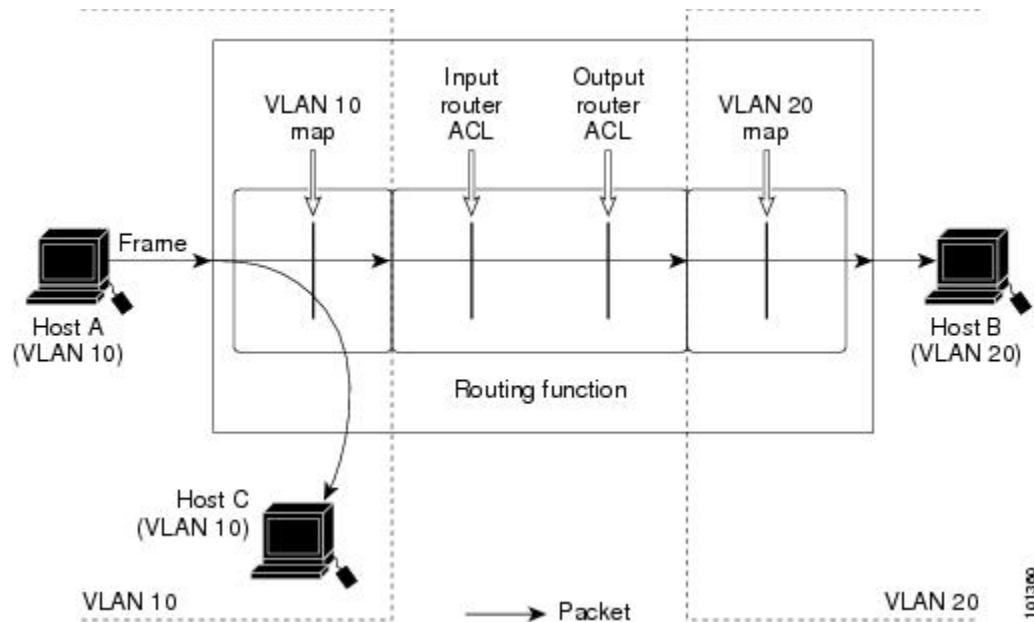 VLAN 10
map
Input
router
ACL
Output
router
ACL
VLAN 20
map
Frame
Host A
(VLAN 10)
Host B
(VLAN 20)
Routing function
Host C
(VLAN 10)
VLAN 10
Packet
VLAN 20
101360